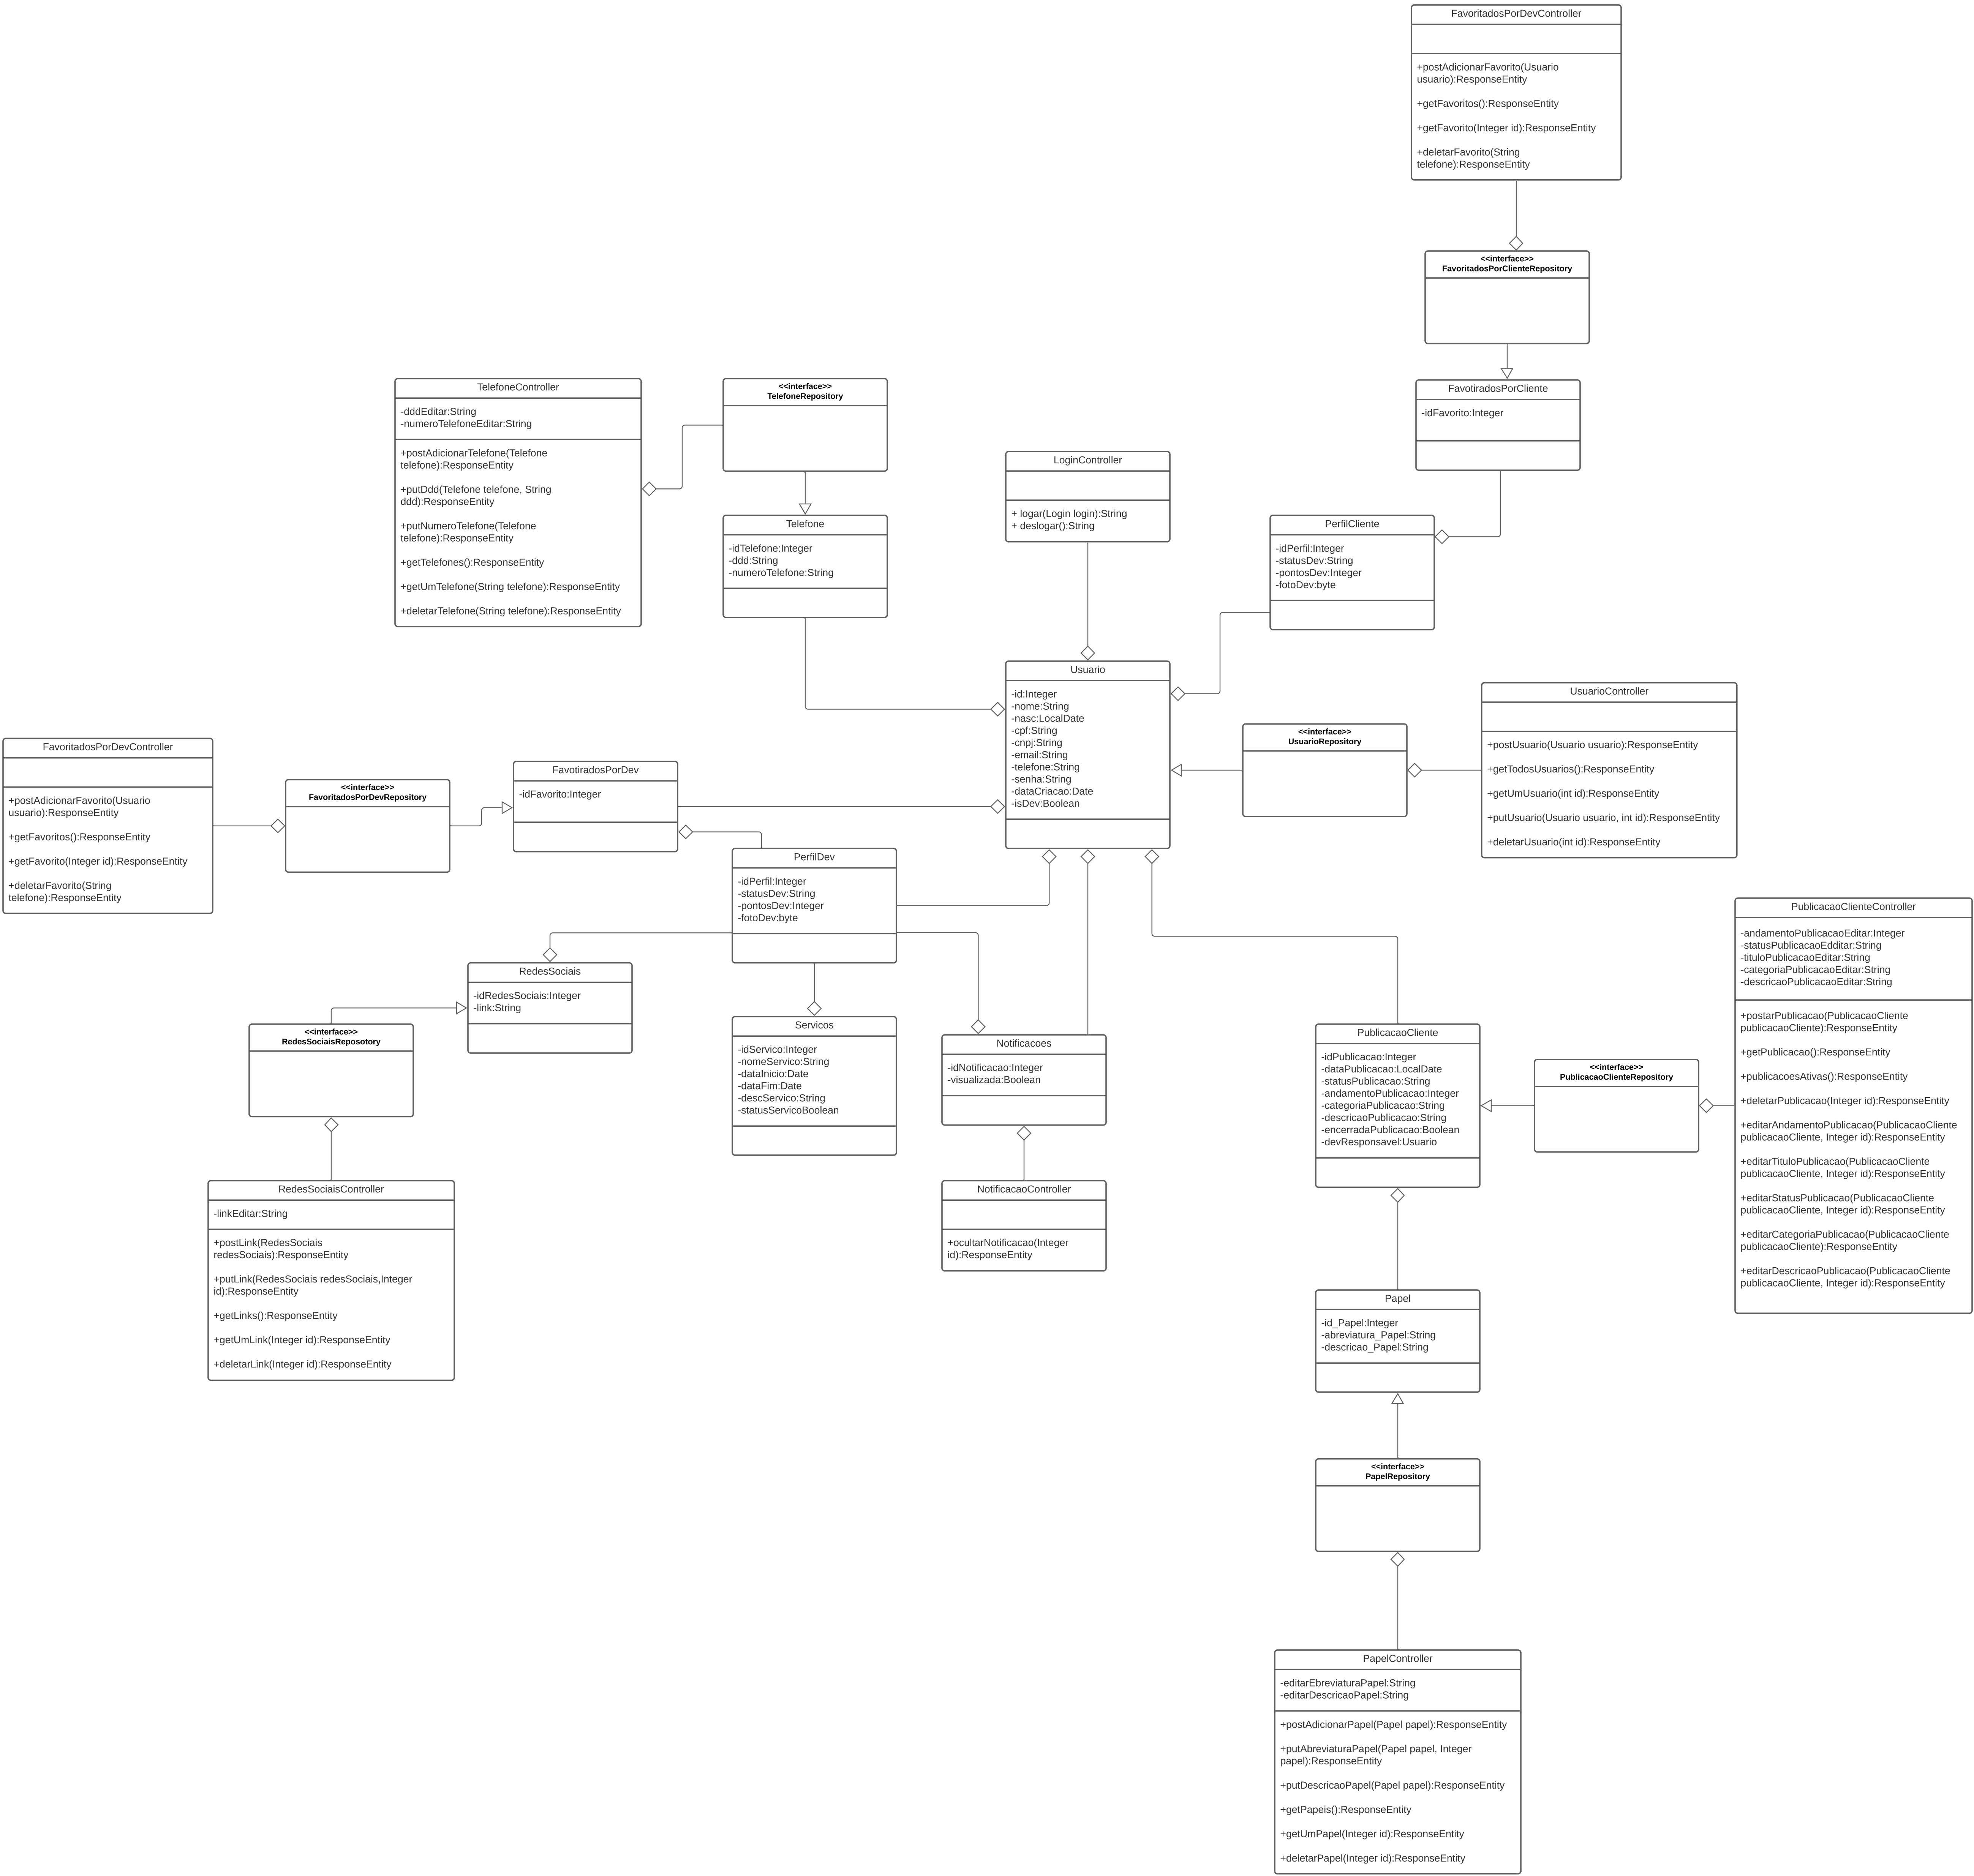 FavoritadosPorDevController
+postAdicionarFavorito(Usuario
usuario):ResponseEntity
+getFavoritos():ResponseEntity
+getFavorito(Integer id):ResponseEntity
+deletarFavorito(String
telefone):ResponseEntity
<<interface>>
FavoritadosPorClienteRepository
FavotiradosPorCliente
-idFavorito:Integer
TelefoneController
-dddEditar:String
-numeroTelefoneEditar:String
+postAdicionarTelefone(Telefone
telefone):ResponseEntity
+putDdd(Telefone telefone, String
ddd):ResponseEntity
+putNumeroTelefone(Telefone
telefone):ResponseEntity
+getTelefones():ResponseEntity
+getUmTelefone(String telefone):ResponseEntity
+deletarTelefone(String telefone):ResponseEntity
<<interface>>
TelefoneRepository
Telefone
-idTelefone:Integer
-ddd:String
-numeroTelefone:String
LoginController
+ logar(Login login):String
+ deslogar():String
PerfilCliente
-idPerfil:Integer
-statusDev:String
-pontosDev:Integer
-fotoDev:byte
Usuario
-id:Integer
-nome:String
-nasc:LocalDate
-cpf:String
-cnpj:String
-email:String
-telefone:String
-senha:String
-dataCriacao:Date
-isDev:Boolean
<<interface>>
UsuarioRepository
UsuarioController
+postUsuario(Usuario usuario):ResponseEntity
+getTodosUsuarios():ResponseEntity
+getUmUsuario(int id):ResponseEntity
+putUsuario(Usuario usuario, int id):ResponseEntity
+deletarUsuario(int id):ResponseEntity
FavoritadosPorDevController
+postAdicionarFavorito(Usuario
usuario):ResponseEntity
+getFavoritos():ResponseEntity
+getFavorito(Integer id):ResponseEntity
+deletarFavorito(String
telefone):ResponseEntity
<<interface>>
FavoritadosPorDevRepository
FavotiradosPorDev
-idFavorito:Integer
PerfilDev
-idPerfil:Integer
-statusDev:String
-pontosDev:Integer
-fotoDev:byte
RedesSociais
-idRedesSociais:Integer
-link:String
<<interface>>
RedesSociaisReposotory
RedesSociaisController
-linkEditar:String
+postLink(RedesSociais
redesSociais):ResponseEntity
+putLink(RedesSociais redesSociais,Integer
id):ResponseEntity
+getLinks():ResponseEntity
+getUmLink(Integer id):ResponseEntity
+deletarLink(Integer id):ResponseEntity
Servicos
-idServico:Integer
-nomeServico:String
-dataInicio:Date
-dataFim:Date
-descServico:String
-statusServicoBoolean
Notificacoes
-idNotificacao:Integer
-visualizada:Boolean
NotificacaoController
+ocultarNotificacao(Integer
id):ResponseEntity
PublicacaoCliente
-idPublicacao:Integer
-dataPublicacao:LocalDate
-statusPublicacao:String
-andamentoPublicacao:Integer
-categoriaPublicacao:String
-descricaoPublicacao:String
-encerradaPublicacao:Boolean
-devResponsavel:Usuario
<<interface>>
PublicacaoClienteRepository
PublicacaoClienteController
-andamentoPublicacaoEditar:Integer
-statusPublicacaoEdditar:String
-tituloPublicacaoEditar:String
-categoriaPublicacaoEditar:String
-descricaoPublicacaoEditar:String
+postarPublicacao(PublicacaoCliente
publicacaoCliente):ResponseEntity
+getPublicacao():ResponseEntity
+publicacoesAtivas():ResponseEntity
+deletarPublicacao(Integer id):ResponseEntity
+editarAndamentoPublicacao(PublicacaoCliente
publicacaoCliente, Integer id):ResponseEntity
+editarTituloPublicacao(PublicacaoCliente
publicacaoCliente, Integer id):ResponseEntity
+editarStatusPublicacao(PublicacaoCliente
publicacaoCliente, Integer id):ResponseEntity
+editarCategoriaPublicacao(PublicacaoCliente
publicacaoCliente):ResponseEntity
+editarDescricaoPublicacao(PublicacaoCliente
publicacaoCliente, Integer id):ResponseEntity
Papel
-id_Papel:Integer
-abreviatura_Papel:String
-descricao_Papel:String
<<interface>>
PapelRepository
PapelController
-editarEbreviaturaPapel:String
-editarDescricaoPapel:String
+postAdicionarPapel(Papel papel):ResponseEntity
+putAbreviaturaPapel(Papel papel, Integer
papel):ResponseEntity
+putDescricaoPapel(Papel papel):ResponseEntity
+getPapeis():ResponseEntity
+getUmPapel(Integer id):ResponseEntity
+deletarPapel(Integer id):ResponseEntity